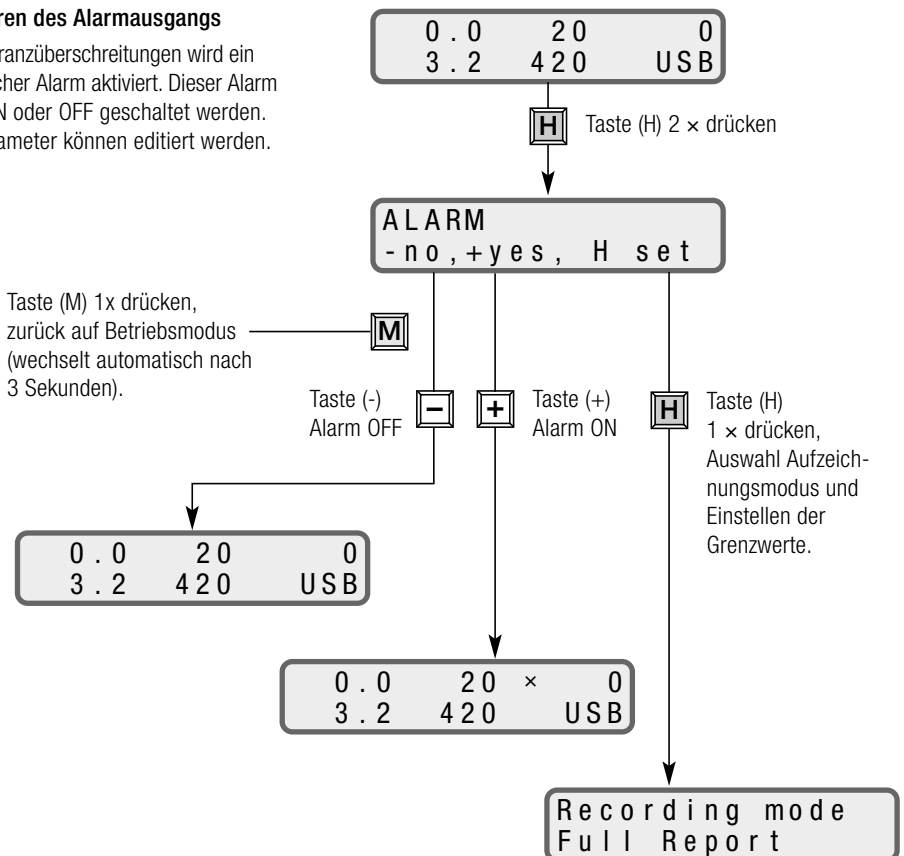 ren des Alarmausgangs
ranzüberschreitungen wird ein
cher Alarm aktiviert. Dieser Alarm
N oder OFF geschaltet werden.
ameter können editiert werden.
0.0 20 0
3.2 420 USB
H Taste (H) 2 × drücken
ALARM
-no,+yes, H set
Taste (M) 1x drücken,
zurück auf Betriebsmodus
(wechselt automatisch nach
3 Sekunden).
M
Taste (-)
Alarm OFF
−
+
Taste (+)
Alarm ON
H
Taste (H)
1 × drücken,
Auswahl Aufzeich-
nungsmodus und
Einstellen der
Grenzwerte.
0.0 20 0
3.2 420 USB
0.0 20 × 0
3.2 420 USB
Recording mode
Full Report